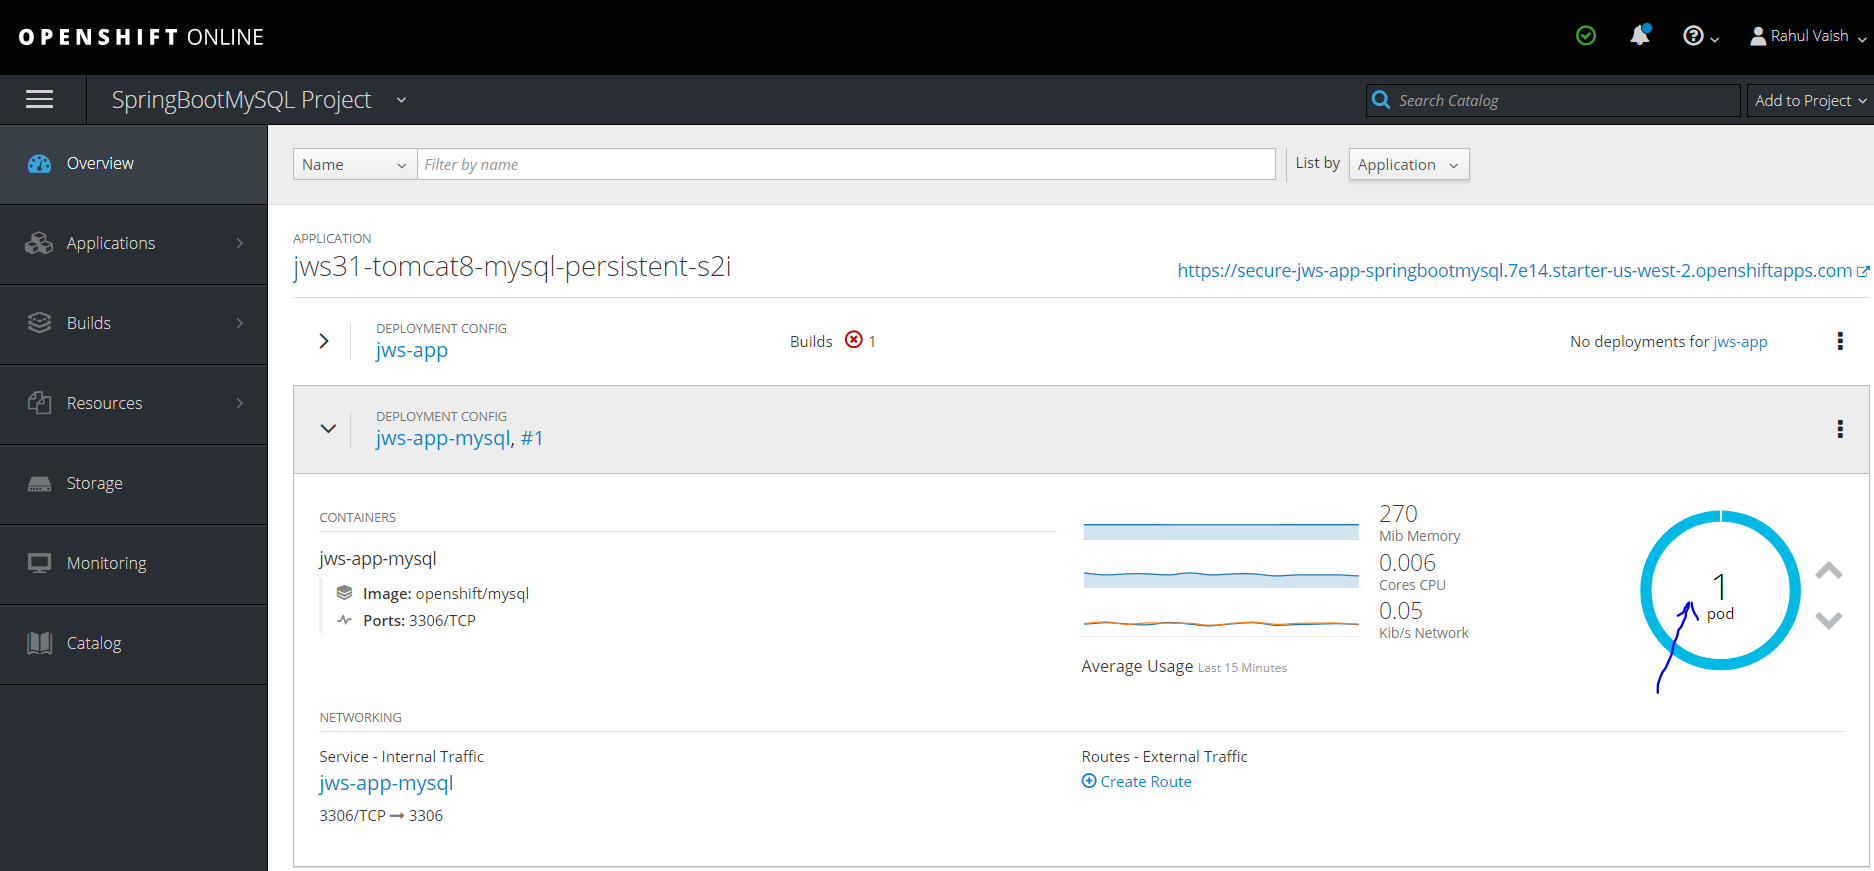 OPENSHIFT ONLINE
Rahul Vaish
SpringBootMySQL Project
Search Catalog
Add to Project
Overview
Applications
Builds
Resources
Storage
Monitoring
Catalog
Name
Filter by name
List by
Application
APPLICATION
jws31-tomcat8-mysql-persistent-s2i
https://secure-jws-app-springbootmysql.7e14.starter-us-west-2.openshiftapps.com
DEPLOYMENT CONFIG
jws-app
Builds 1
No deployments for jws-app
DEPLOYMENT CONFIG
jws-app-mysql, #1
CONTAINERS
jws-app-mysql
Image: openshift/mysql
Ports: 3306/TCP
270
Mib Memory
0.006
Cores CPU
0.05
Kib/s Network
Average Usage Last 15 Minutes
1
pod
NETWORKING
Service - Internal Traffic
jws-app-mysql
3306/TCP → 3306
Routes - External Traffic
Create Route